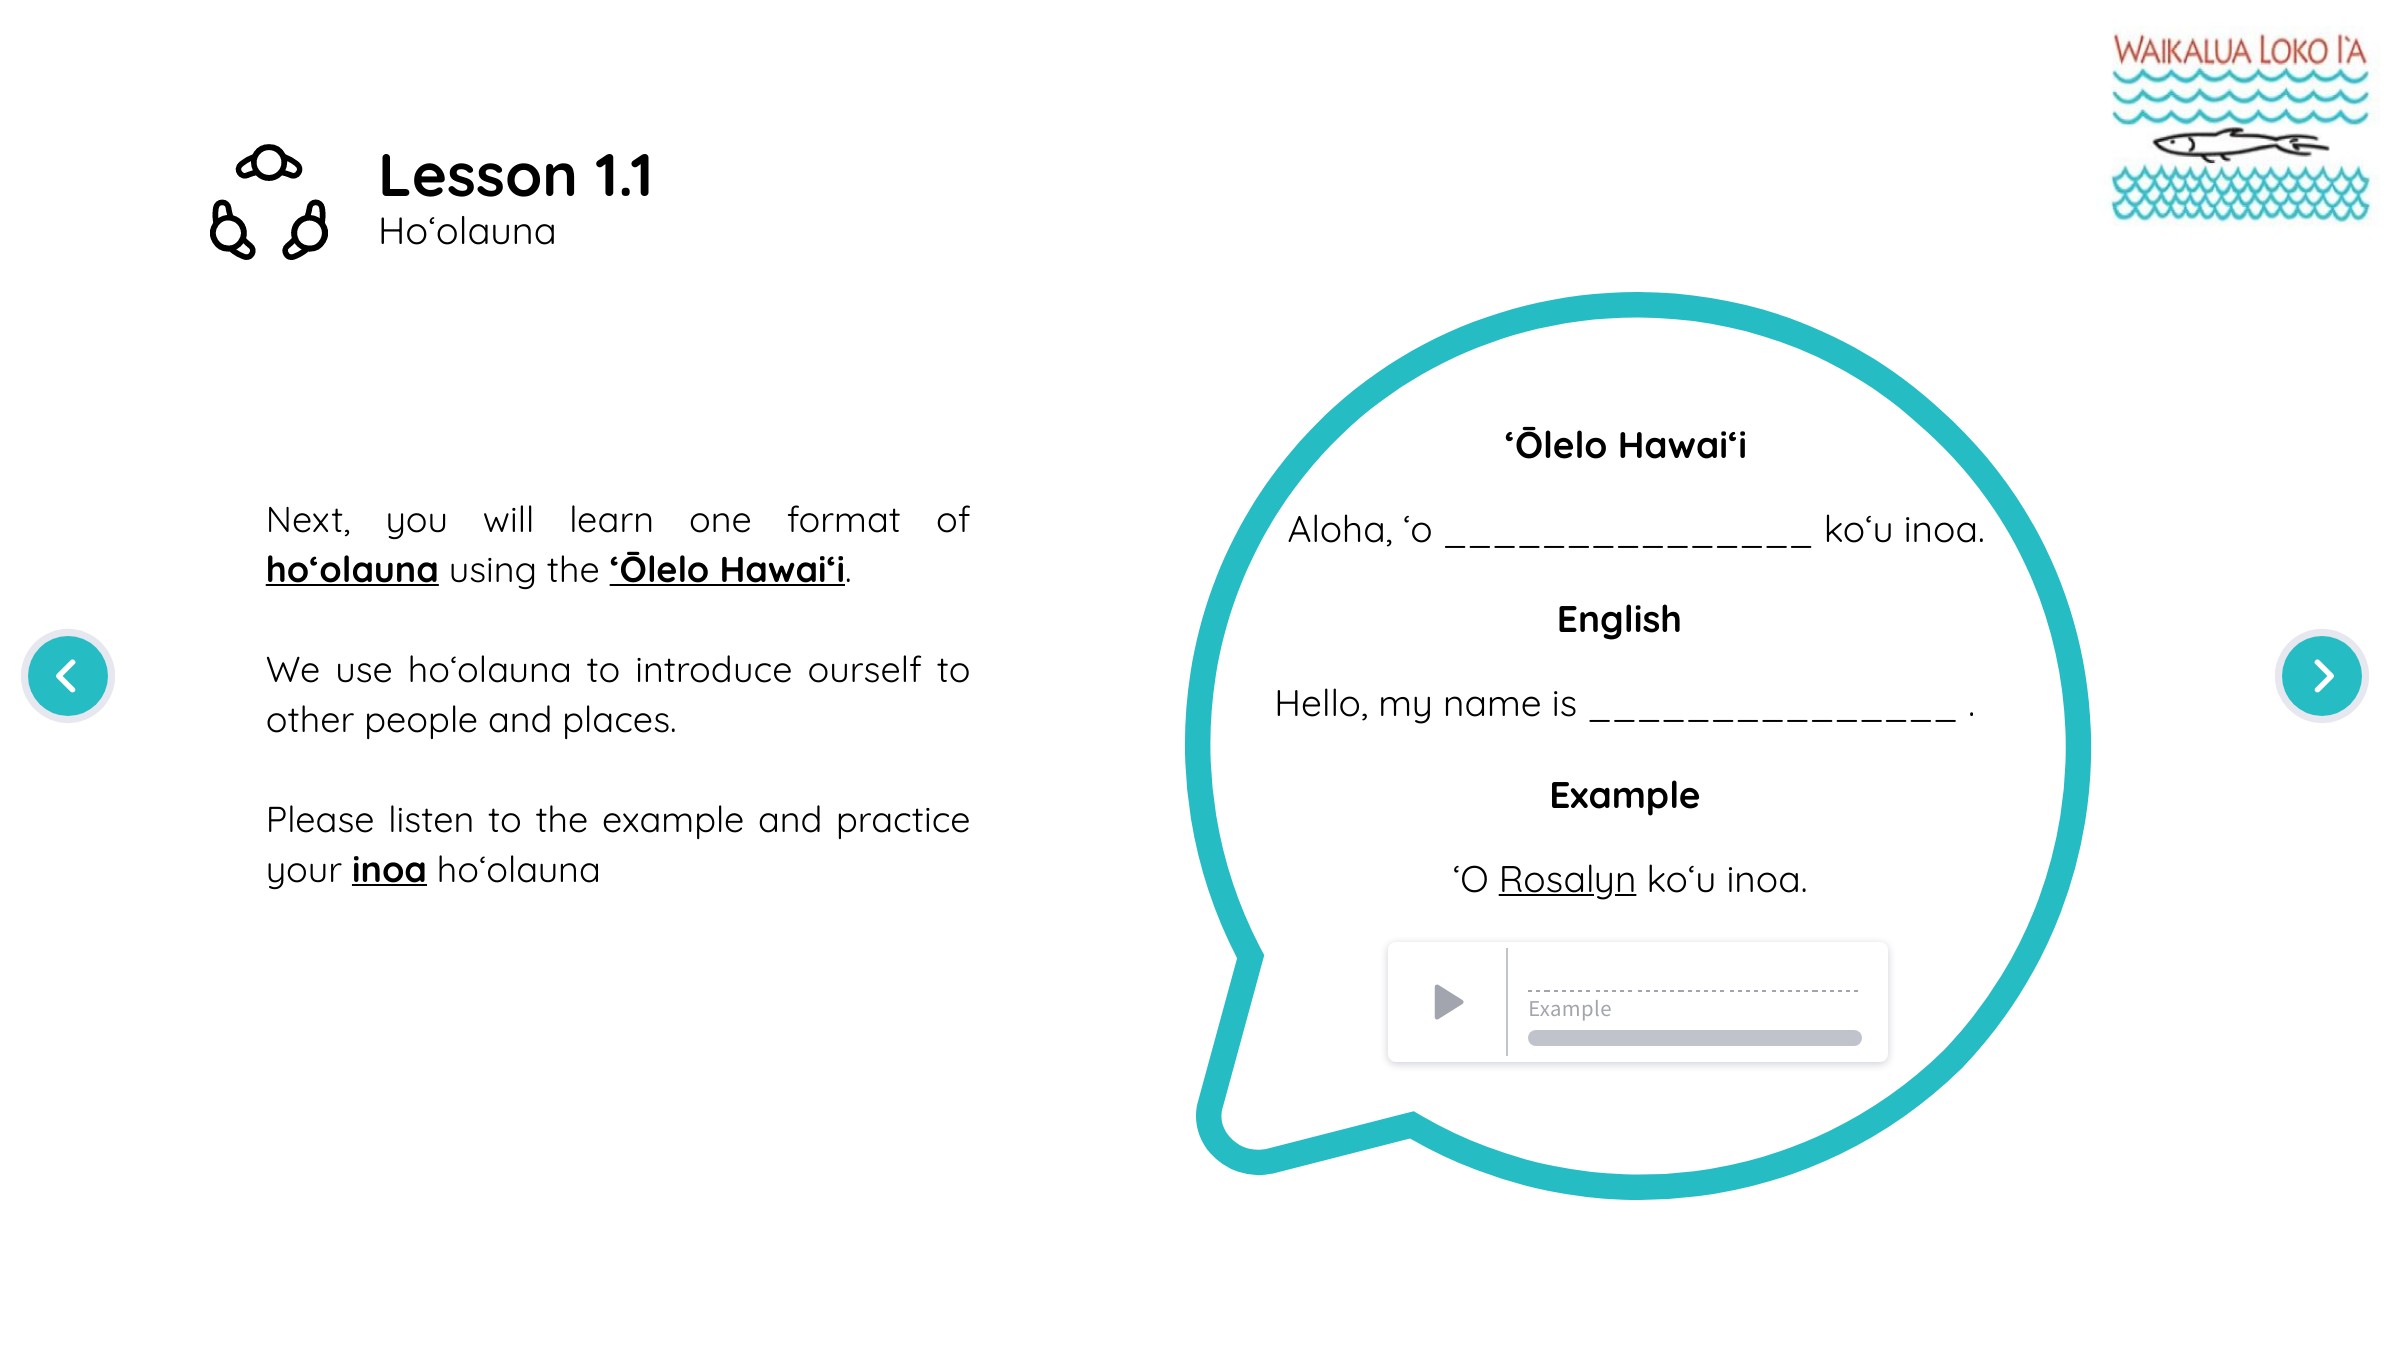 WAIKALUA LOKO I`A
Lesson 1.1
Hoʻolauna
Next, you will learn one format of
hoʻolauna using the ʻŌlelo Hawaiʻi.
We use hoʻolauna to introduce ourself to
other people and places.
Please listen to the example and practice
your inoa hoʻolauna
ʻŌlelo Hawaiʻi
Aloha, ʻo _______________ koʻu inoa.
English
Hello, my name is _______________ .
Example
ʻO Rosalyn koʻu inoa.
Example